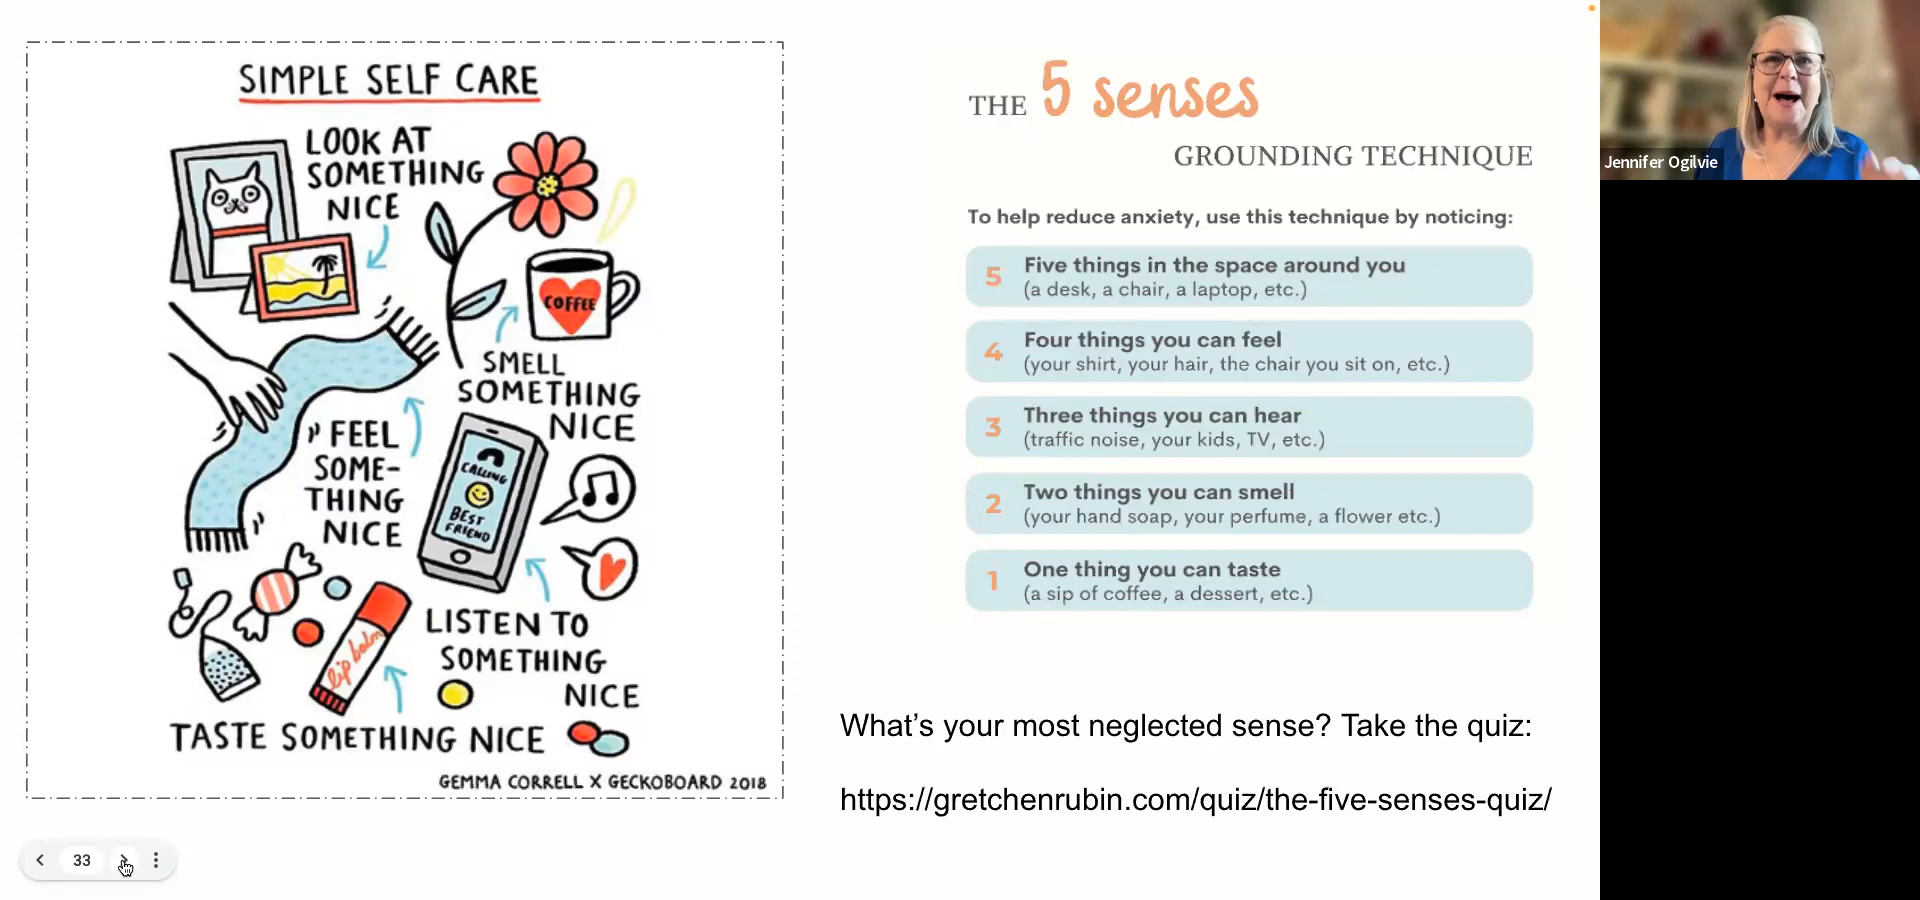 SIMPLE SELF CARE
LOOK AT
SOMETHING
NICE
COFFEE
SMELL
SOMETHING
NICE
FEEL
SOME-
THING
NICE
CALLING
BEST
FRIEND
lip balm
LISTEN TO
SOMETHING
NICE
TASTE SOMETHING NICE
GEMMA CORRELL X GECKOBOARD 2018
THE 5 senses
GROUNDING TECHNIQUE
To help reduce anxiety, use this technique by noticing:
5 Five things in the space around you
(a desk, a chair, a laptop, etc.)
4 Four things you can feel
(your shirt, your hair, the chair you sit on, etc.)
3 Three things you can hear
(traffic noise, your kids, TV, etc.)
2 Two things you can smell
(your hand soap, your perfume, a flower etc.)
1 One thing you can taste
(a sip of coffee, a dessert, etc.)
What’s your most neglected sense? Take the quiz:
https://gretchenrubin.com/quiz/the-five-senses-quiz/
33
Jennifer Ogilvie